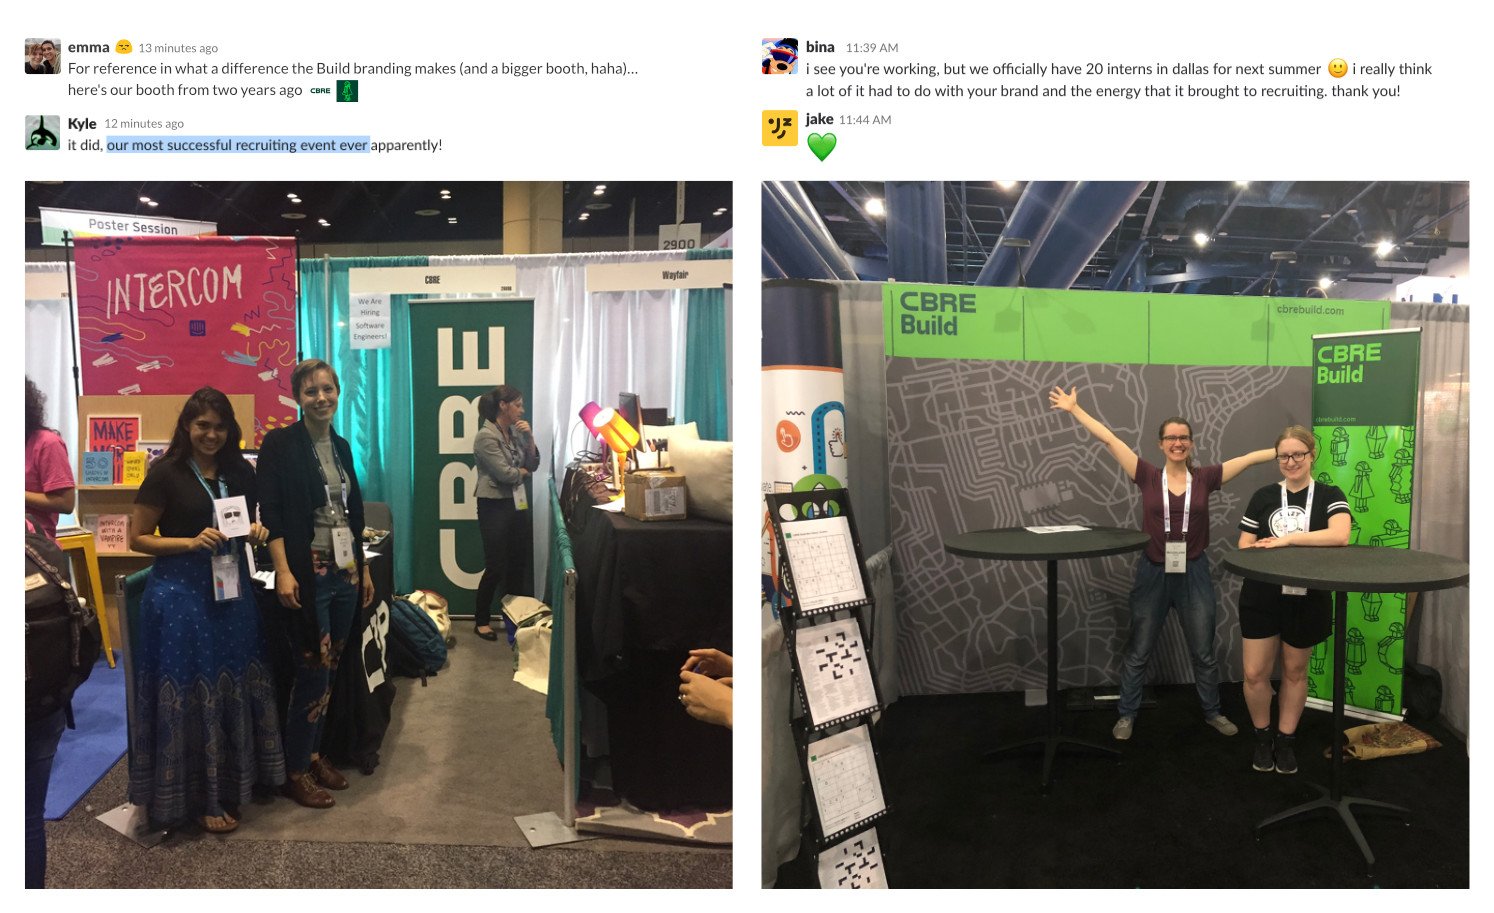 emma 13 minutes ago
For reference in what a difference the Build branding makes (and a bigger booth, haha)...
here's our booth from two years ago CBRE
Kyle 12 minutes ago
it did, our most successful recruiting event ever apparently!
bina 11:39 AM
i see you're working, but we officially have 20 interns in dallas for next summer 🙂 i really think
a lot of it had to do with your brand and the energy that it brought to recruiting. thank you!
jake 11:44 AM
💚
Poster Session
INTERCOM
2900
CBRE
Wayfair
We Are
Hiring
Software
Engineers!
CBRE
MAKE
INTERCOM
WITH A
VAMPIRE
CBRE
Build
cbrebuild.com
CBRE
Build
cbrebuild.com